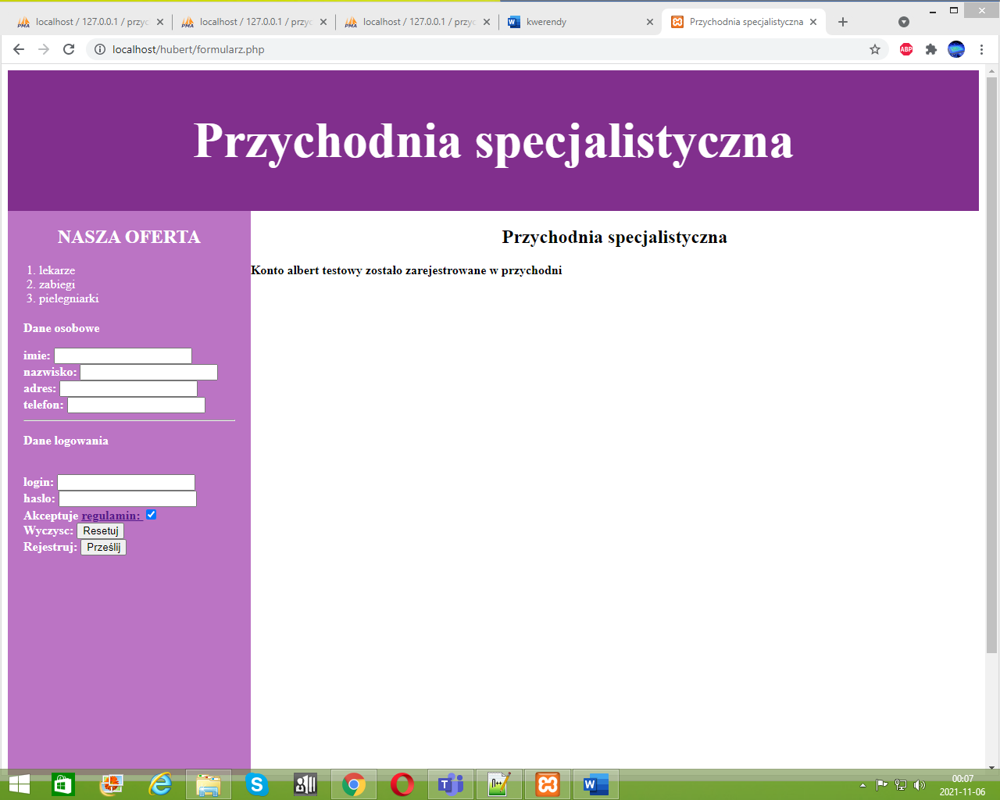 localhost / 127.0.0.1 / przyc
localhost / 127.0.0.1 / przyc
localhost / 127.0.0.1 / przyc
kwerendy
Przychodnia specjalistyczna
localhost/hubert/formularz.php
ABP
Przychodnia specjalistyczna
NASZA OFERTA
1. lekarze
2. zabiegi
3. pielegniarki
Dane osobowe
imie:
nazwisko:
adres:
telefon:
Dane logowania
login:
haslo:
Akceptuje regulamin:
Wyczysc: Resetuj
Rejestruj: Prześlij
Przychodnia specjalistyczna
Konto albert testowy zostało zarejestrowane w przychodni
00:07
2021-11-06